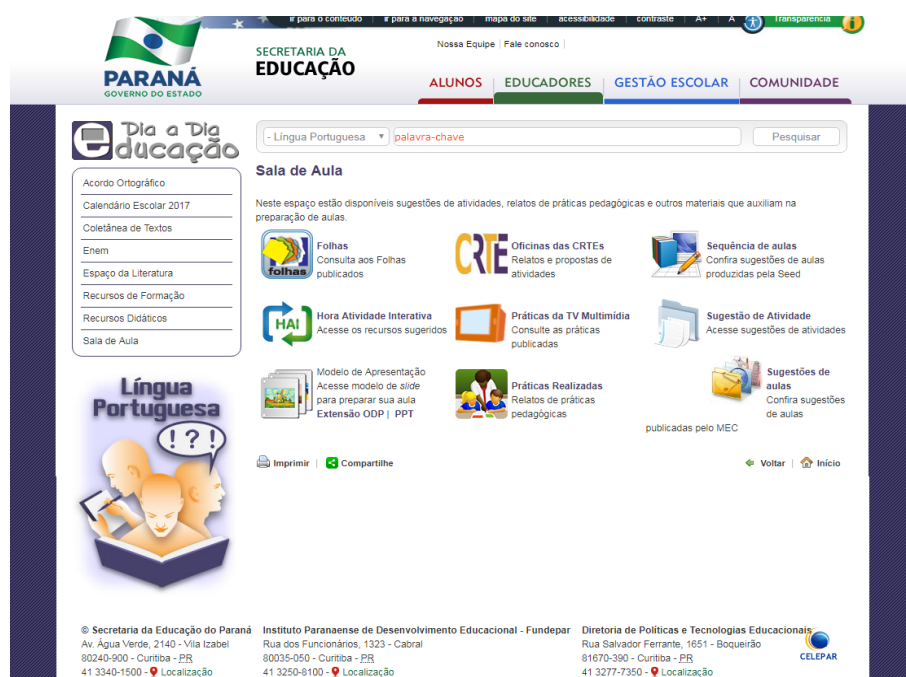 ir para o conteúdo | ir para a navegação | mapa do site | acessibilidade | contraste | A+ | A | Transparência
Nossa Equipe | Fale conosco |
PARANÁ
GOVERNO DO ESTADO
SECRETARIA DA
EDUCAÇÃO
ALUNOS | EDUCADORES | GESTÃO ESCOLAR | COMUNIDADE
Dia a Dia
educação
- Língua Portuguesa palavra-chave Pesquisar
Acordo Ortográfico
Calendário Escolar 2017
Coletânea de Textos
Enem
Espaço da Literatura
Recursos de Formação
Recursos Didáticos
Sala de Aula
Língua
Portuguesa
!?!
Sala de Aula
Neste espaço estão disponíveis sugestões de atividades, relatos de práticas pedagógicas e outros materiais que auxiliam na
preparação de aulas.
folhas
Folhas
Consulta aos Folhas
publicados
CRTE
Oficinas das CRTEs
Relatos e propostas de
atividades
Sequência de aulas
Confira sugestões de aulas
produzidas pela Seed
HAI
Hora Atividade Interativa
Acesse os recursos sugeridos
Práticas da TV Multimídia
Consulte as práticas
publicadas
Sugestão de Atividade
Acesse sugestões de atividades
Modelo de Apresentação
Acesse modelo de slide
para preparar sua aula
Extensão ODP | PPT
Práticas Realizadas
Relatos de práticas
pedagógicas
Sugestões de
aulas
Confira sugestões
de aulas
publicadas pelo MEC
Imprimir | Compartilhe
Voltar | Início
© Secretaria da Educação do Paraná
Av. Água Verde, 2140 - Vila Izabel
80240-900 - Curitiba - PR
41 3340-1500 - Localização
Instituto Paranaense de Desenvolvimento Educacional - Fundepar
Rua dos Funcionários, 1323 - Cabral
80035-050 - Curitiba - PR
41 3250-8100 - Localização
Diretoria de Políticas e Tecnologias Educacionais
Rua Salvador Ferrante, 1651 - Boqueirão
81670-390 - Curitiba - PR
41 3277-7350 - Localização
CELEPAR